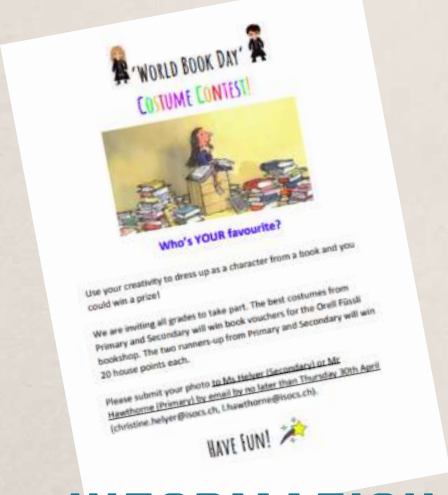 'WORLD BOOK DAY'
COSTUME CONTEST!
Who's YOUR favourite?
Use your creativity to dress up as a character from a book and you
could win a prize!
We are inviting all grades to take part. The best costumes from
Primary and Secondary will win book vouchers for the Orell Füssli
bookshop. The two runners-up from Primary and Secondary will win
20 house points each.
Please submit your photo to Ms Helyer (Secondary) or Mr
Hawthorne (Primary) by email by no later than Thursday 30th April
(christine.helyer@isocs.ch, l.hawthorne@isocs.ch).
HAVE FUN!